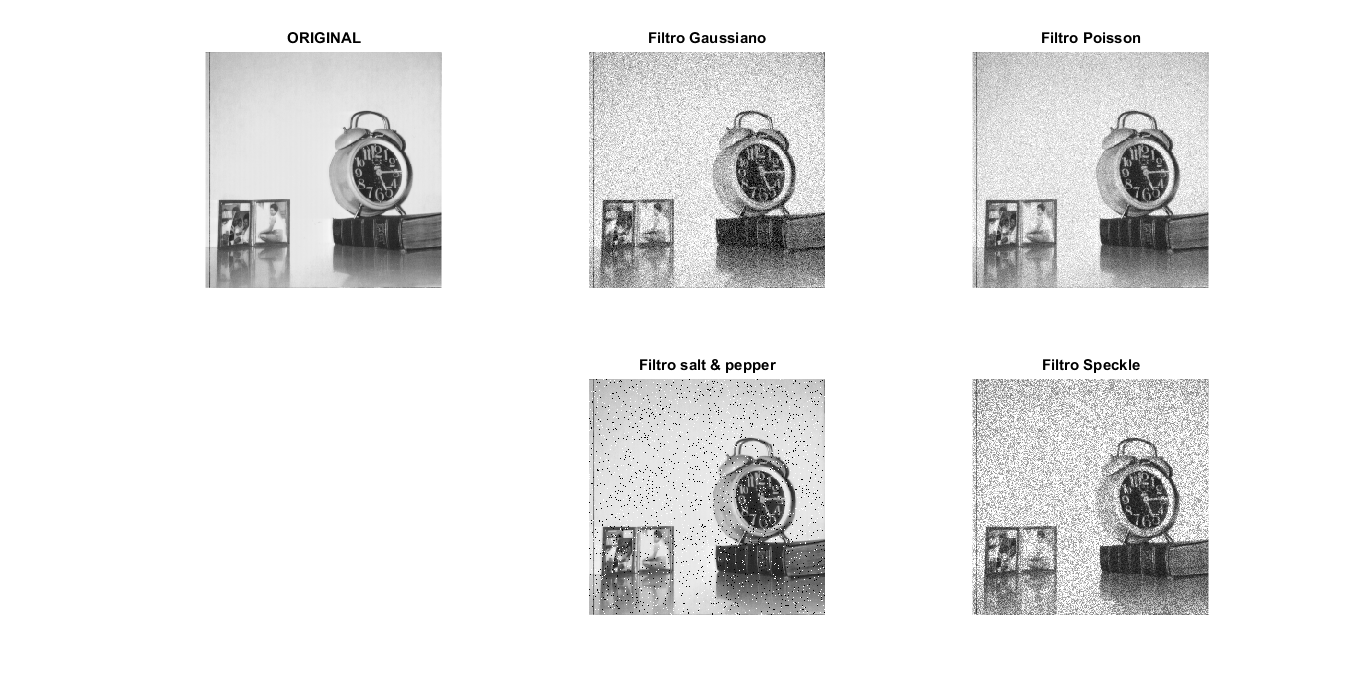 ORIGINAL
Filtro Gaussiano
Filtro Poisson
Filtro salt & pepper
Filtro Speckle